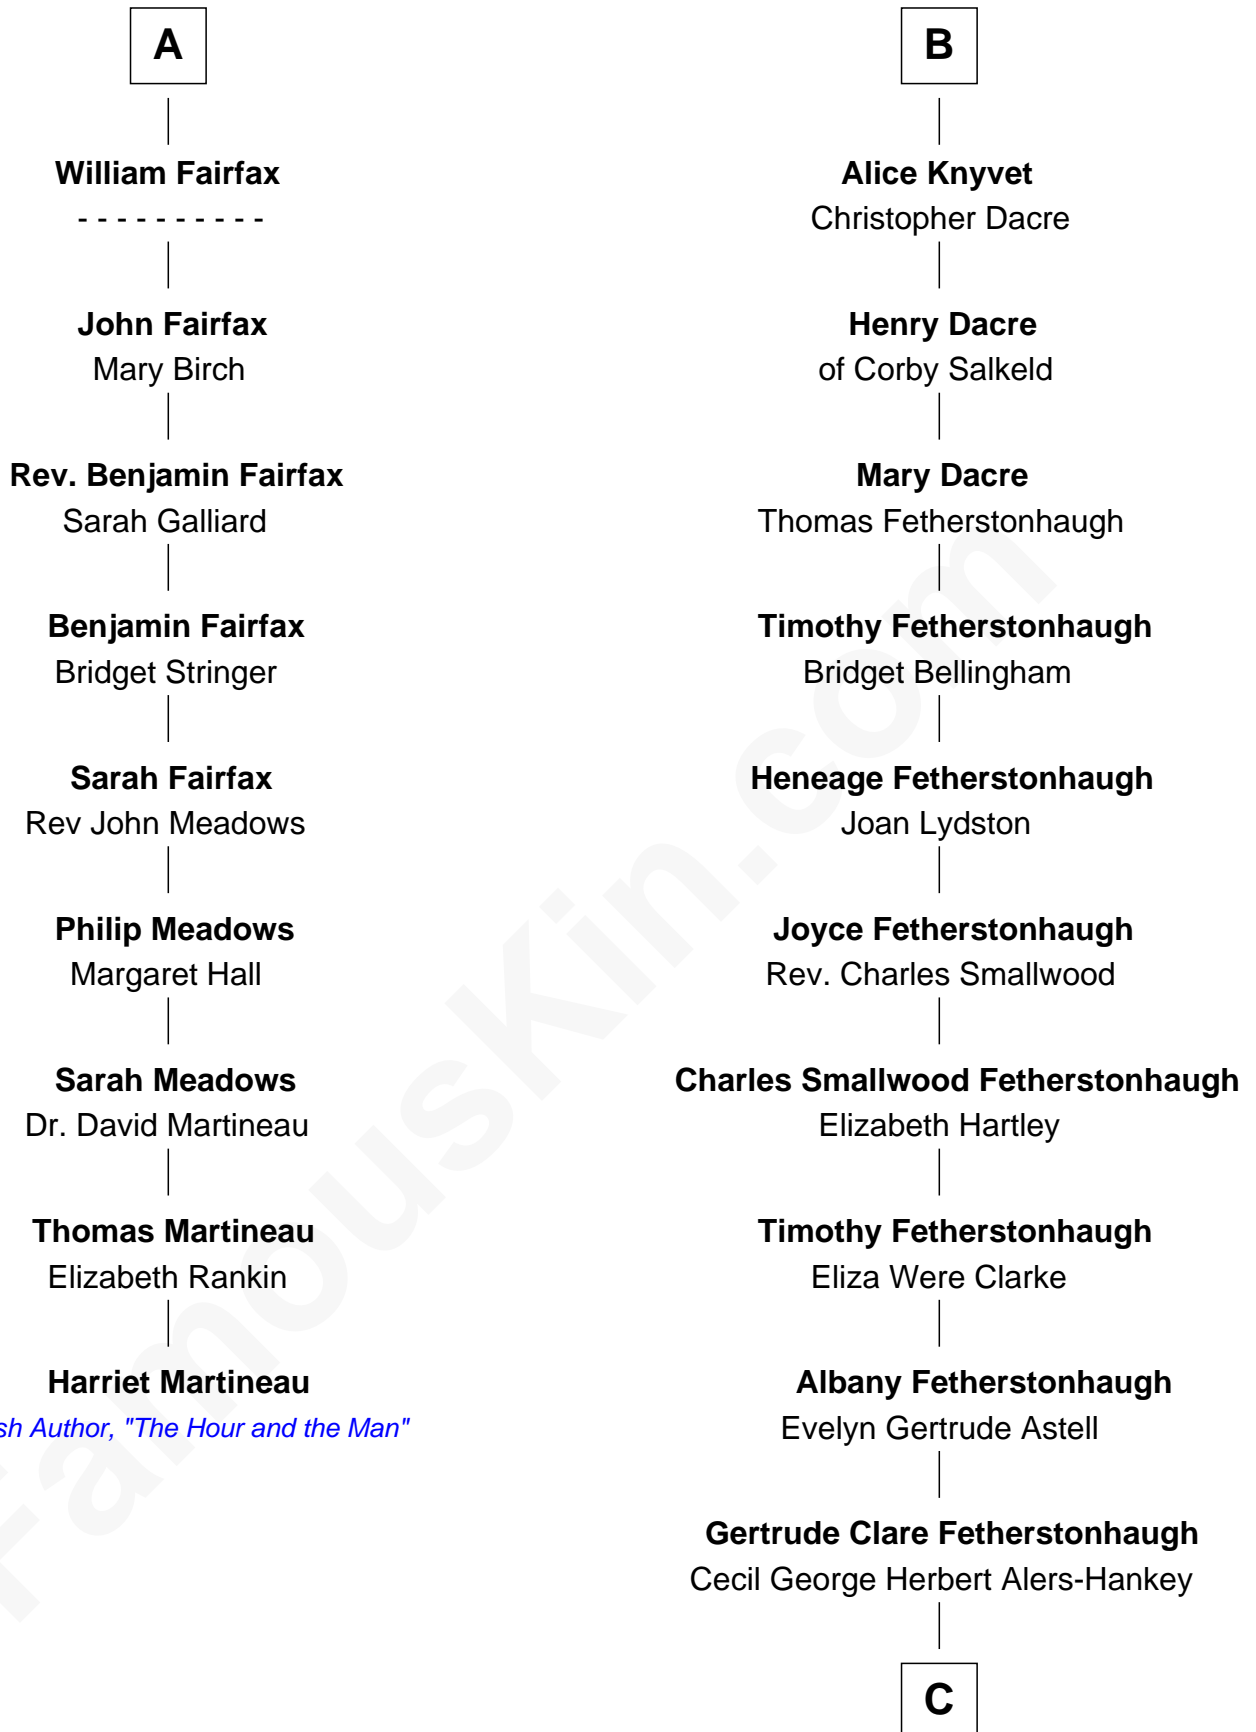 A
William Fairfax
- - - - - - - - - -
John Fairfax
Mary Birch
Rev. Benjamin Fairfax
Sarah Galliard
Benjamin Fairfax
Bridget Stringer
Sarah Fairfax
Rev John Meadows
Philip Meadows
Margaret Hall
Sarah Meadows
Dr. David Martineau
Thomas Martineau
Elizabeth Rankin
Harriet Martineau
sh Author, "The Hour and the Man"
B
Alice Knyvet
Christopher Dacre
Henry Dacre
of Corby Salkeld
Mary Dacre
Thomas Fetherstonhaugh
Timothy Fetherstonhaugh
Bridget Bellingham
Heneage Fetherstonhaugh
Joan Lydston
Joyce Fetherstonhaugh
Rev. Charles Smallwood
Charles Smallwood Fetherstonhaugh
Elizabeth Hartley
Timothy Fetherstonhaugh
Eliza Were Clarke
Albany Fetherstonhaugh
Evelyn Gertrude Astell
Gertrude Clare Fetherstonhaugh
Cecil George Herbert Alers-Hankey
C
FamousKin.com